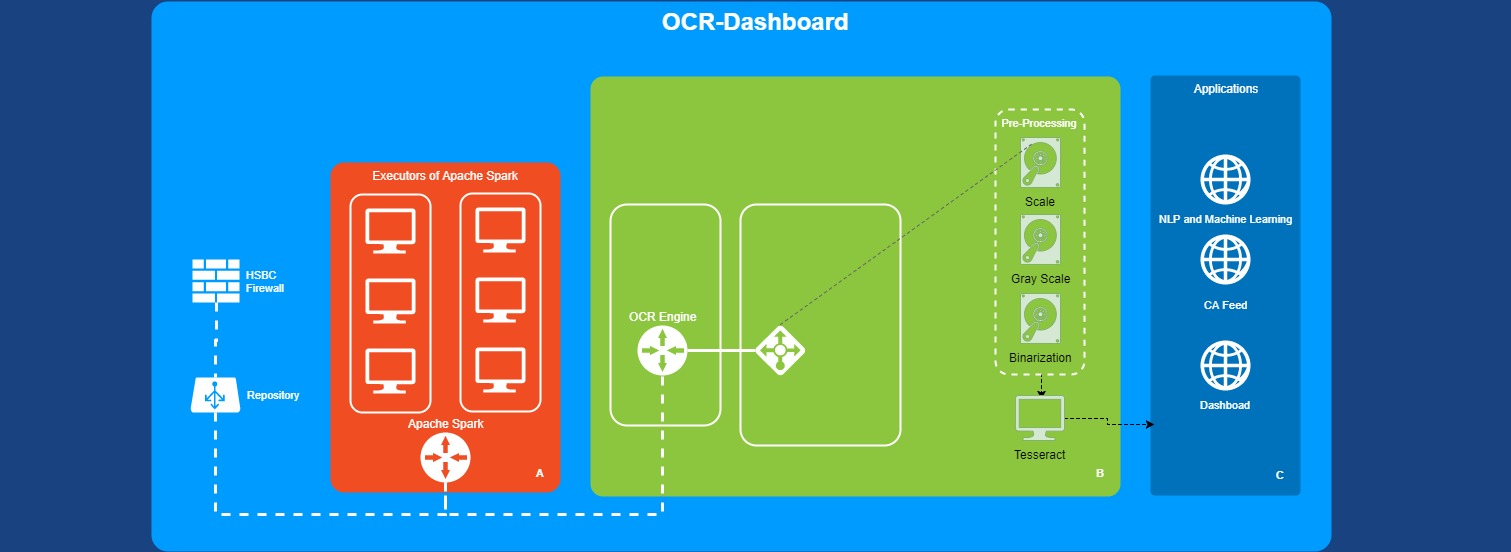 OCR-Dashboard
HSBC
Firewall
Repository
Executors of Apache Spark
Apache Spark
A
OCR Engine
Pre-Processing
Scale
Gray Scale
Binarization
Tesseract
B
Applications
NLP and Machine Learning
CA Feed
Dashboad
C